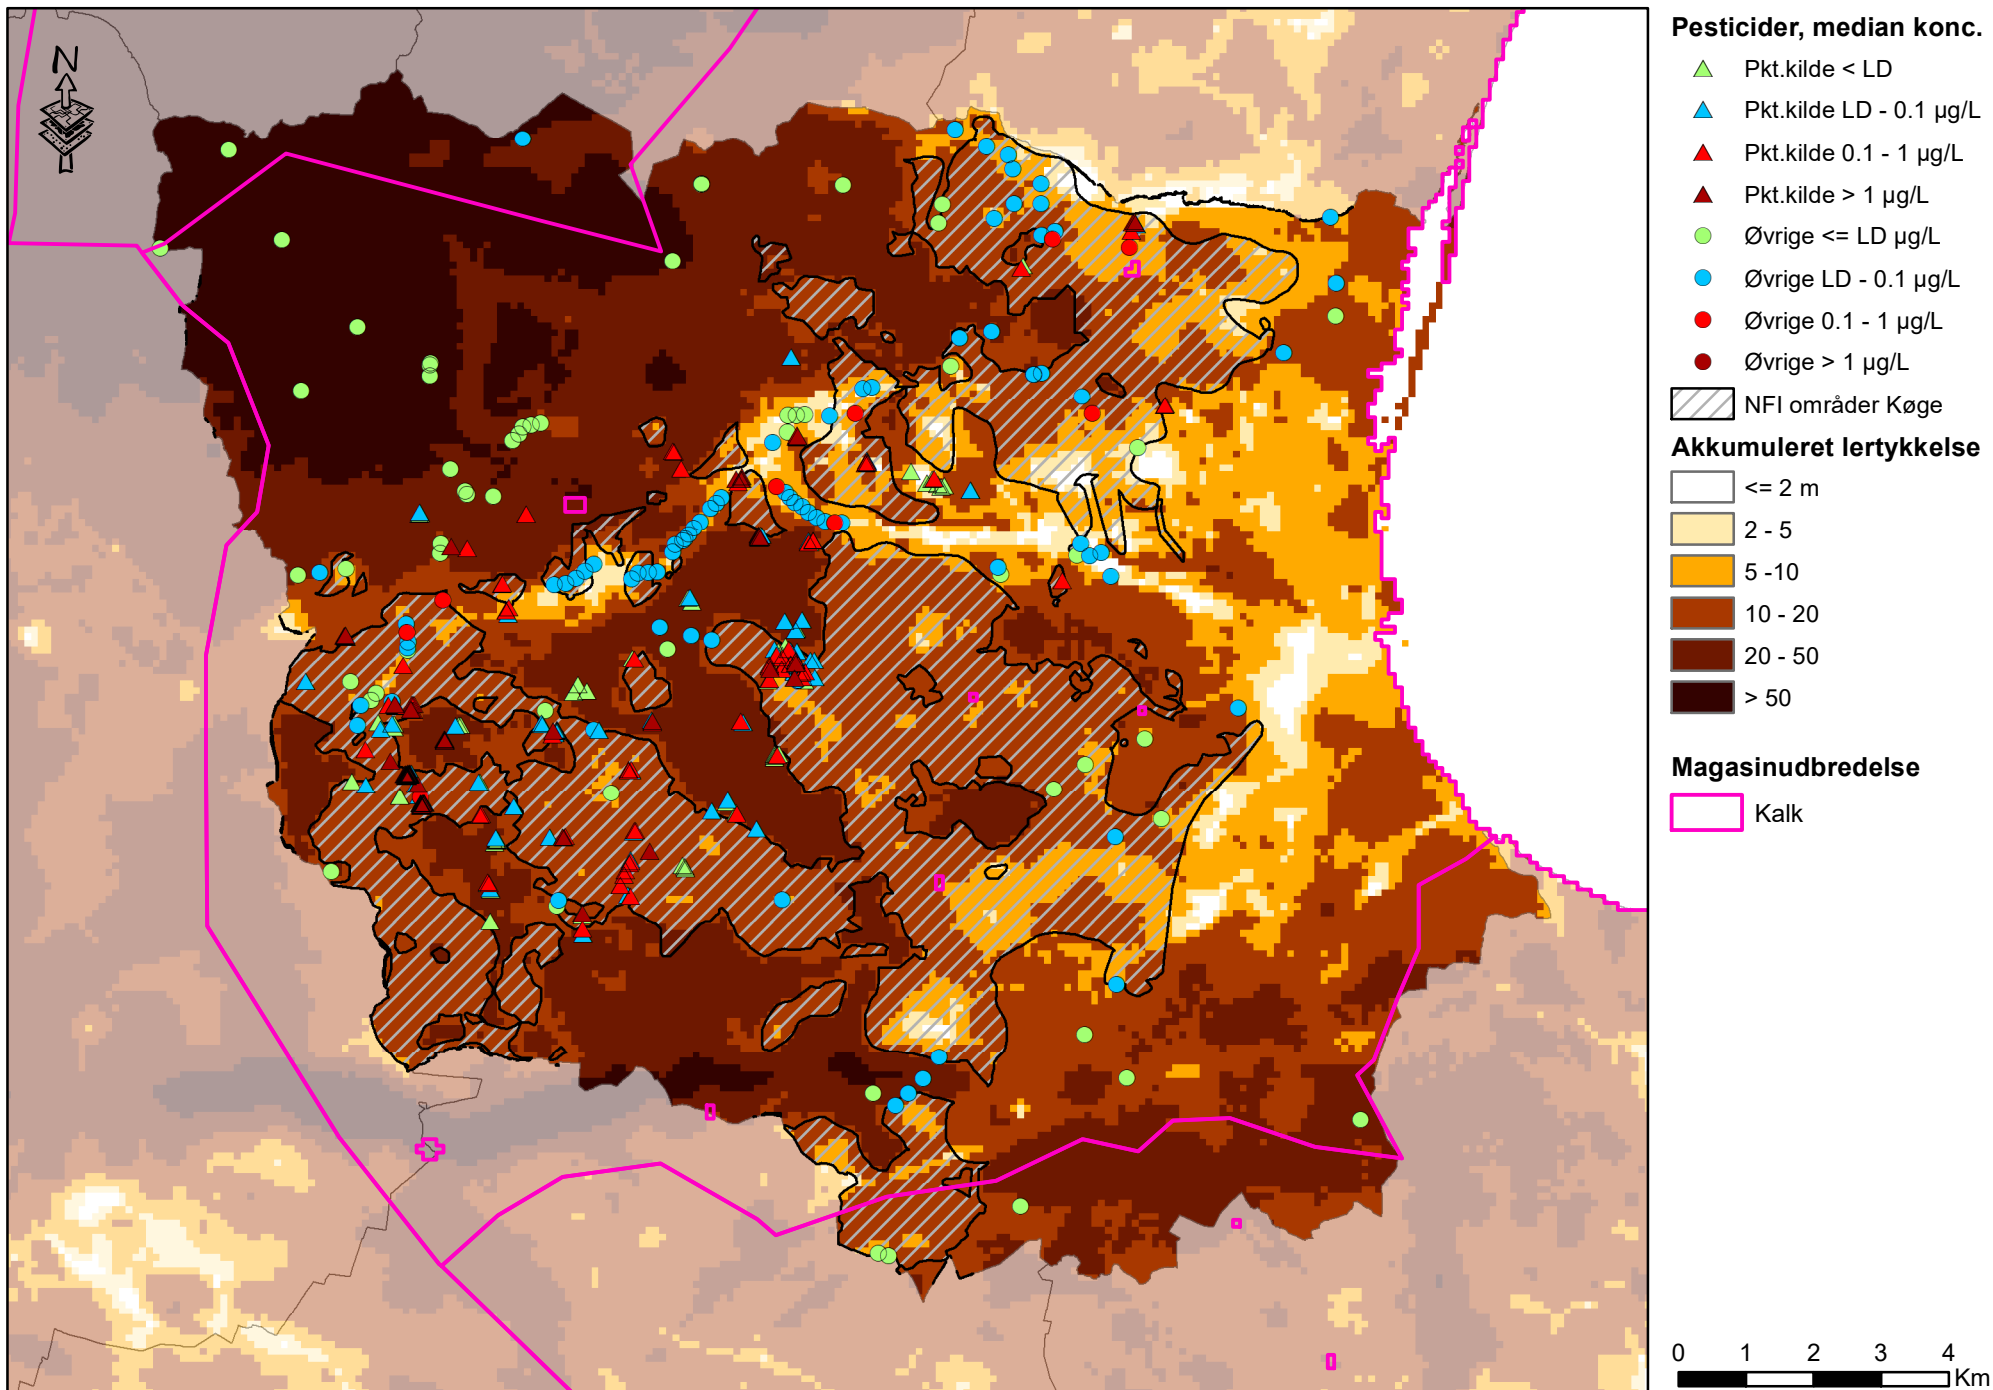 N
Pesticider, median konc.
Pkt.kilde < LD
Pkt.kilde LD - 0.1 µg/L
Pkt.kilde 0.1 - 1 µg/L
Pkt.kilde > 1 µg/L
Øvrige <= LD µg/L
Øvrige LD - 0.1 µg/L
Øvrige 0.1 - 1 µg/L
Øvrige > 1 µg/L
NFI områder Køge
Akkumuleret lertykkelse
<= 2 m
2 - 5
5 -10
10 - 20
20 - 50
> 50
Magasinudbredelse
Kalk
0 1 2 3 4
Km